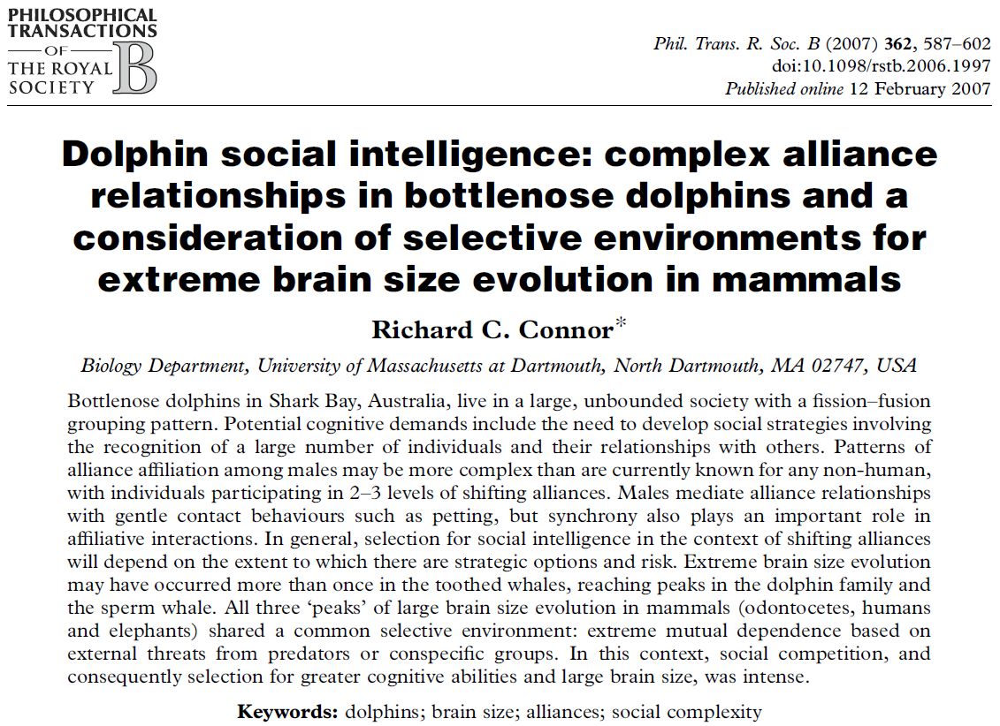 PHILOSOPHICAL
TRANSACTIONS
OF
THE ROYAL
SOCIETY
B
Phil. Trans. R. Soc. B (2007) 362, 587–602
doi:10.1098/rstb.2006.1997
Published online 12 February 2007
Dolphin social intelligence: complex alliance
relationships in bottlenose dolphins and a
consideration of selective environments for
extreme brain size evolution in mammals
Richard C. Connor*
Biology Department, University of Massachusetts at Dartmouth, North Dartmouth, MA 02747, USA
Bottlenose dolphins in Shark Bay, Australia, live in a large, unbounded society with a fission–fusion
grouping pattern. Potential cognitive demands include the need to develop social strategies involving
the recognition of a large number of individuals and their relationships with others. Patterns of
alliance affiliation among males may be more complex than are currently known for any non-human,
with individuals participating in 2–3 levels of shifting alliances. Males mediate alliance relationships
with gentle contact behaviours such as petting, but synchrony also plays an important role in
affiliative interactions. In general, selection for social intelligence in the context of shifting alliances
will depend on the extent to which there are strategic options and risk. Extreme brain size evolution
may have occurred more than once in the toothed whales, reaching peaks in the dolphin family and
the sperm whale. All three ‘peaks’ of large brain size evolution in mammals (odontocetes, humans
and elephants) shared a common selective environment: extreme mutual dependence based on
external threats from predators or conspecific groups. In this context, social competition, and
consequently selection for greater cognitive abilities and large brain size, was intense.
Keywords: dolphins; brain size; alliances; social complexity